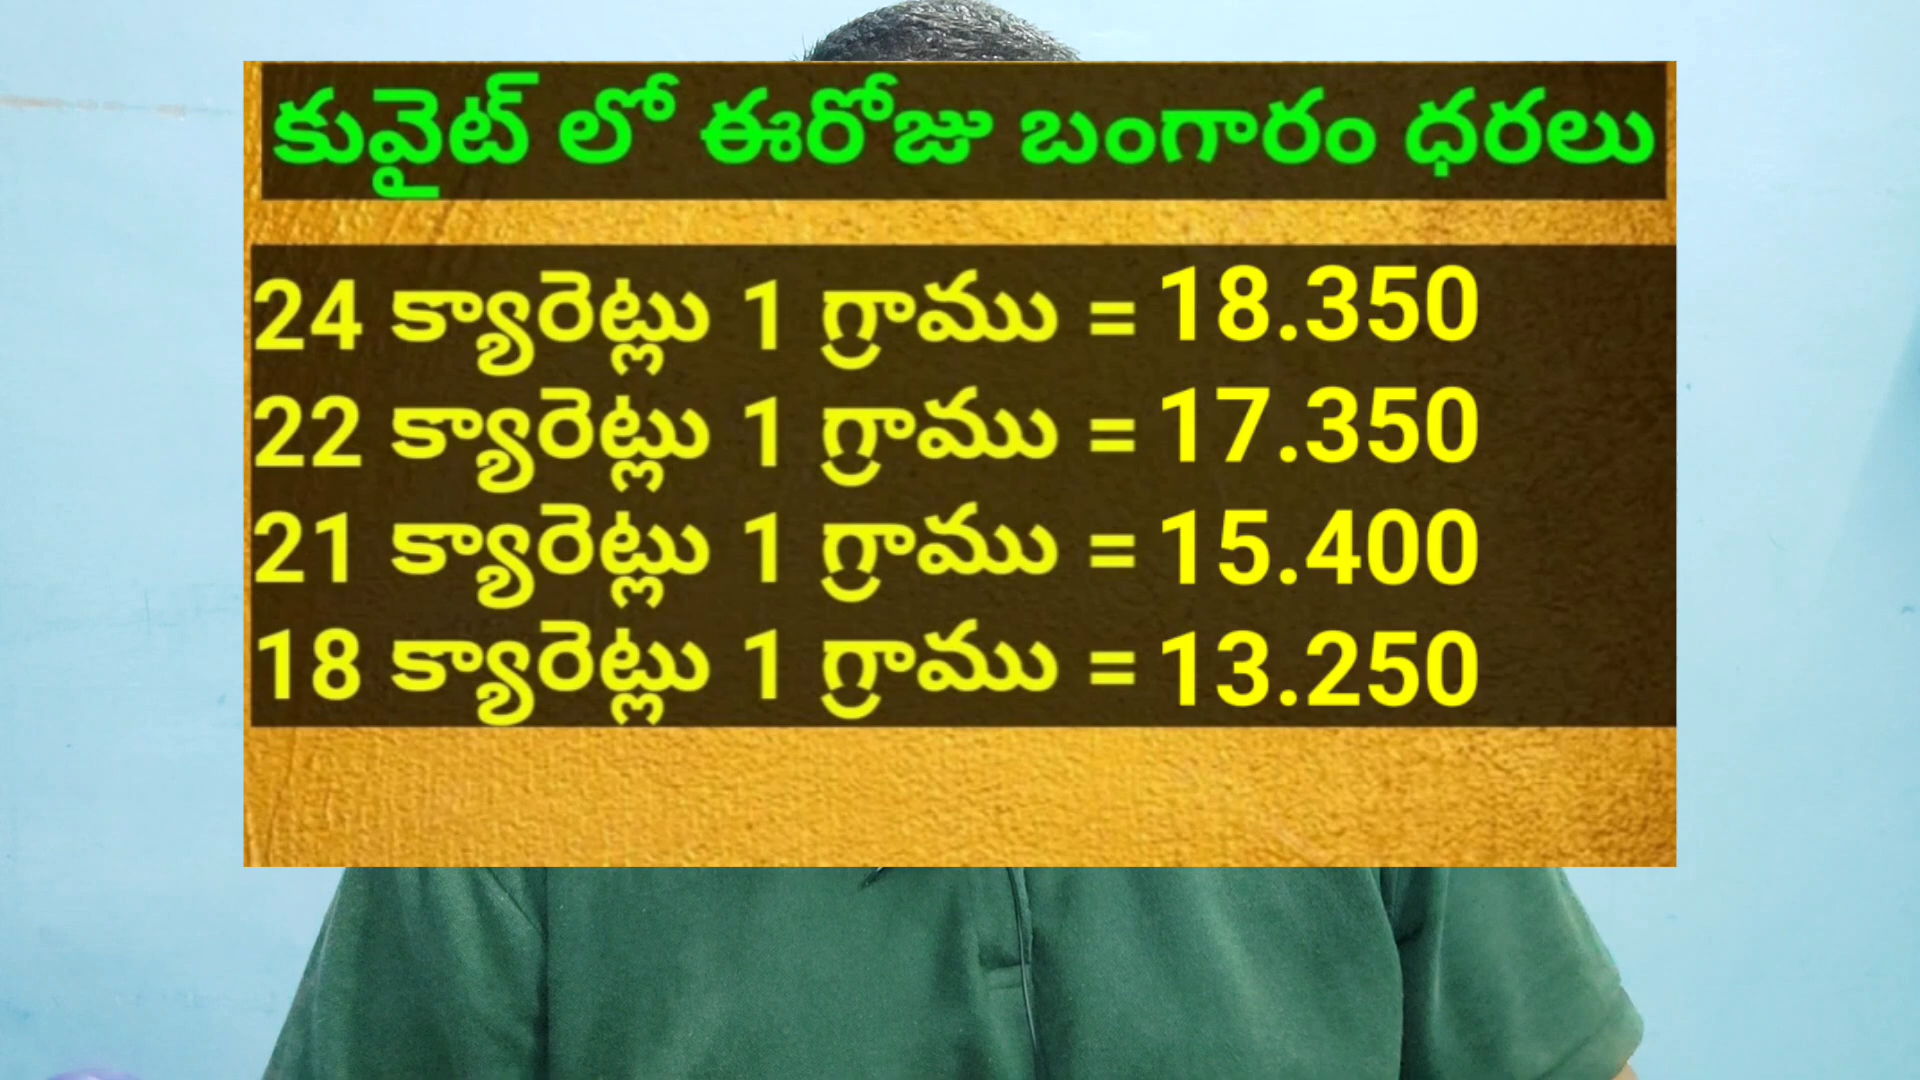 కువైట్ లో ఈరోజు బంగారం ధరలు
24 క్యారెట్లు 1 గ్రాము = 18.350
22 క్యారెట్లు 1 గ్రాము = 17.350
21 క్యారెట్లు 1 గ్రాము = 15.400
18 క్యారెట్లు 1 గ్రాము = 13.250